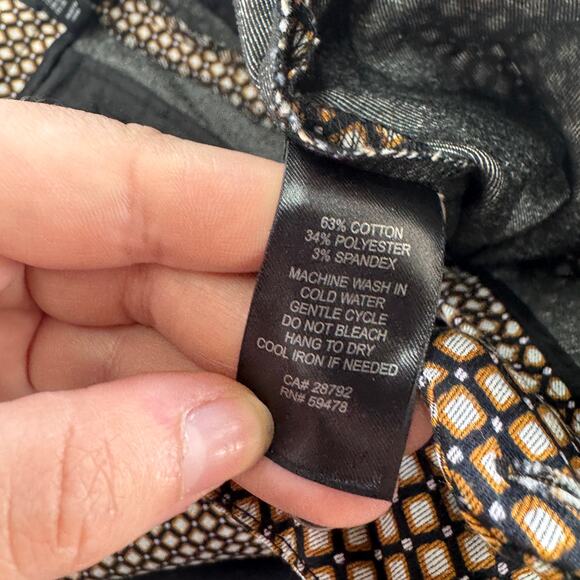 63% COTTON
34% POLYESTER
3% SPANDEX
MACHINE WASH IN
COLD WATER
GENTLE CYCLE
DO NOT BLEACH
HANG TO DRY
COOL IRON IF NEEDED
CA# 28792
RN# 59478